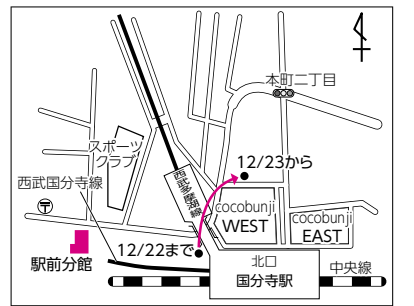 本町二丁目
スポーツ
クラブ
12/23から
西武国分寺線
西武多摩湖線
cocobunji
WEST
cocobunji
EAST
駅前分館
12/22まで
北口
国分寺駅
中央線